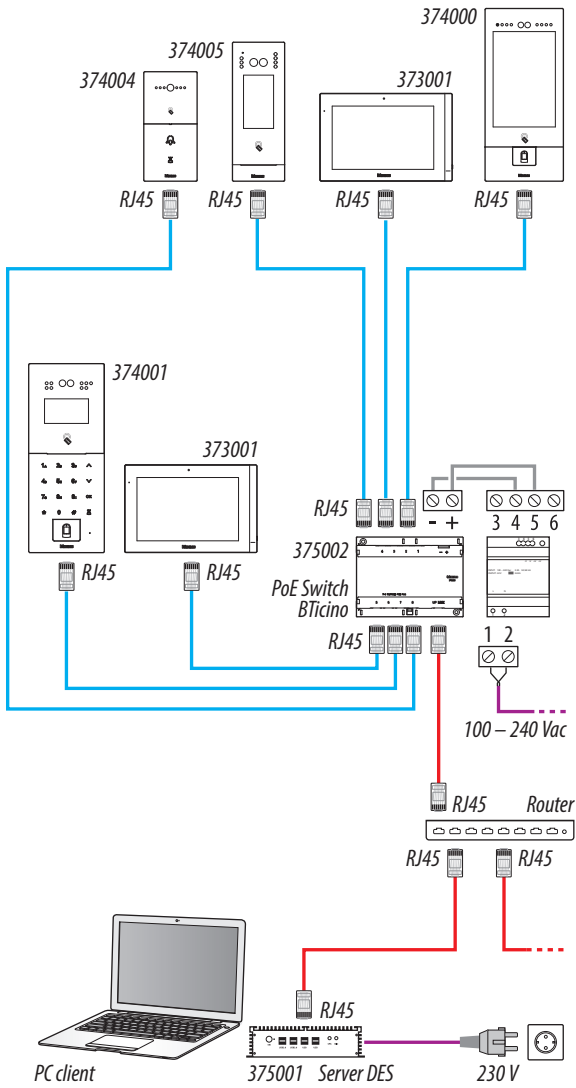 374000
374005
374004
373001
RJ45 RJ45 RJ45 RJ45
374001
373001
RJ45 - + 3 4 5 6
375002
PoE Switch
BTicino
RJ45 RJ45 RJ45
1 2
100 – 240 Vac
RJ45 Router
RJ45 RJ45
RJ45
PC client 375001 Server DES 230 V